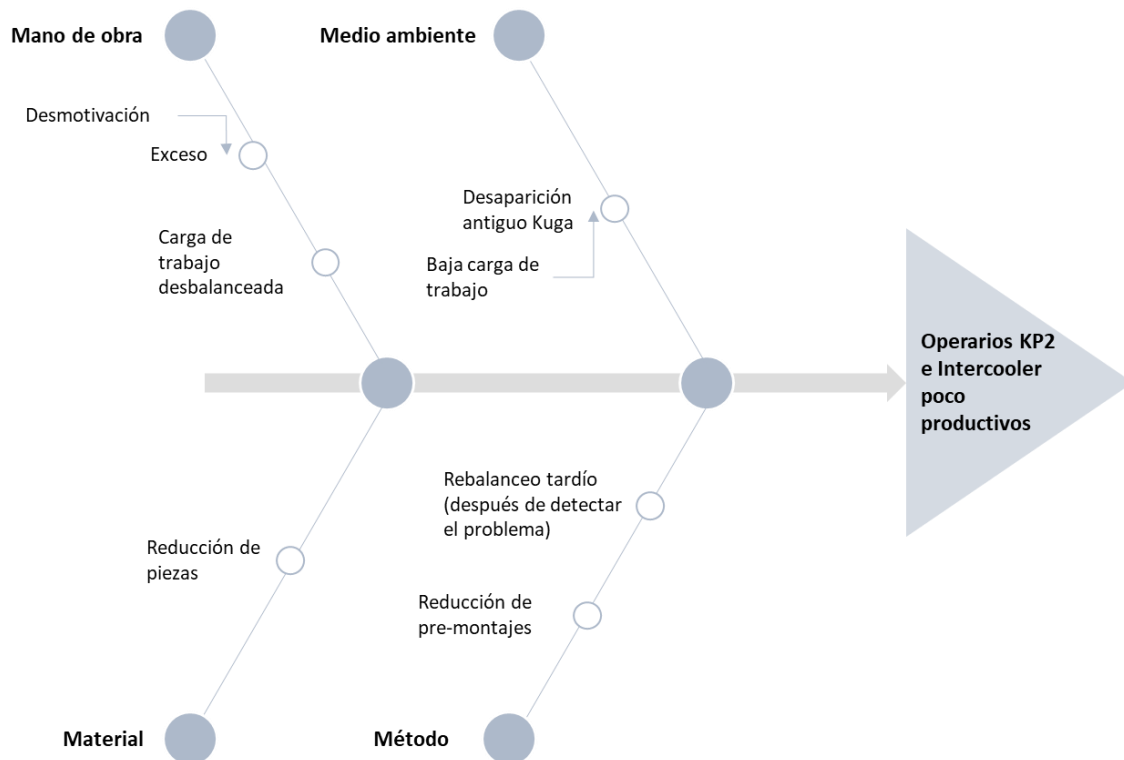 Mano de obra
Medio ambiente
Desmotivación
Exceso
Carga de
trabajo
desbalanceada
Desaparición
antiguo Kuga
Baja carga de
trabajo
Operarios KP2
e Intercooler
poco
productivos
Reducción de
piezas
Rebalanceo tardío
(después de detectar
el problema)
Reducción de
pre-montajes
Material
Método